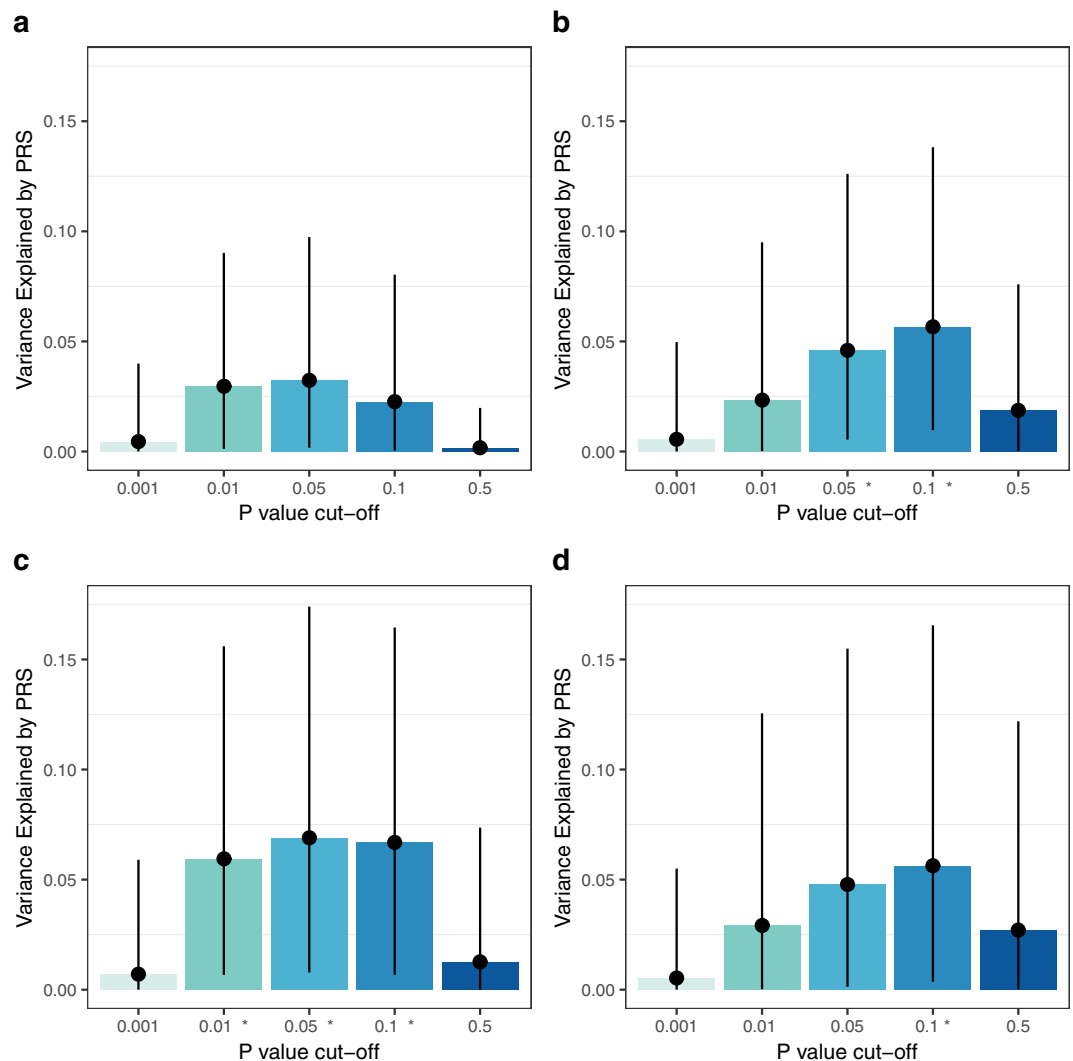 a
Variance Explained by PRS
0.15
0.10
0.05
0.00
0.001 0.01 0.05 0.1 0.5
P value cut−off
b
Variance Explained by PRS
0.15
0.10
0.05
0.00
0.001 0.01 0.05 * 0.1 * 0.5
P value cut−off
c
Variance Explained by PRS
0.15
0.10
0.05
0.00
0.001 0.01 * 0.05 * 0.1 * 0.5
P value cut−off
d
Variance Explained by PRS
0.15
0.10
0.05
0.00
0.001 0.01 0.05 0.1 * 0.5
P value cut−off